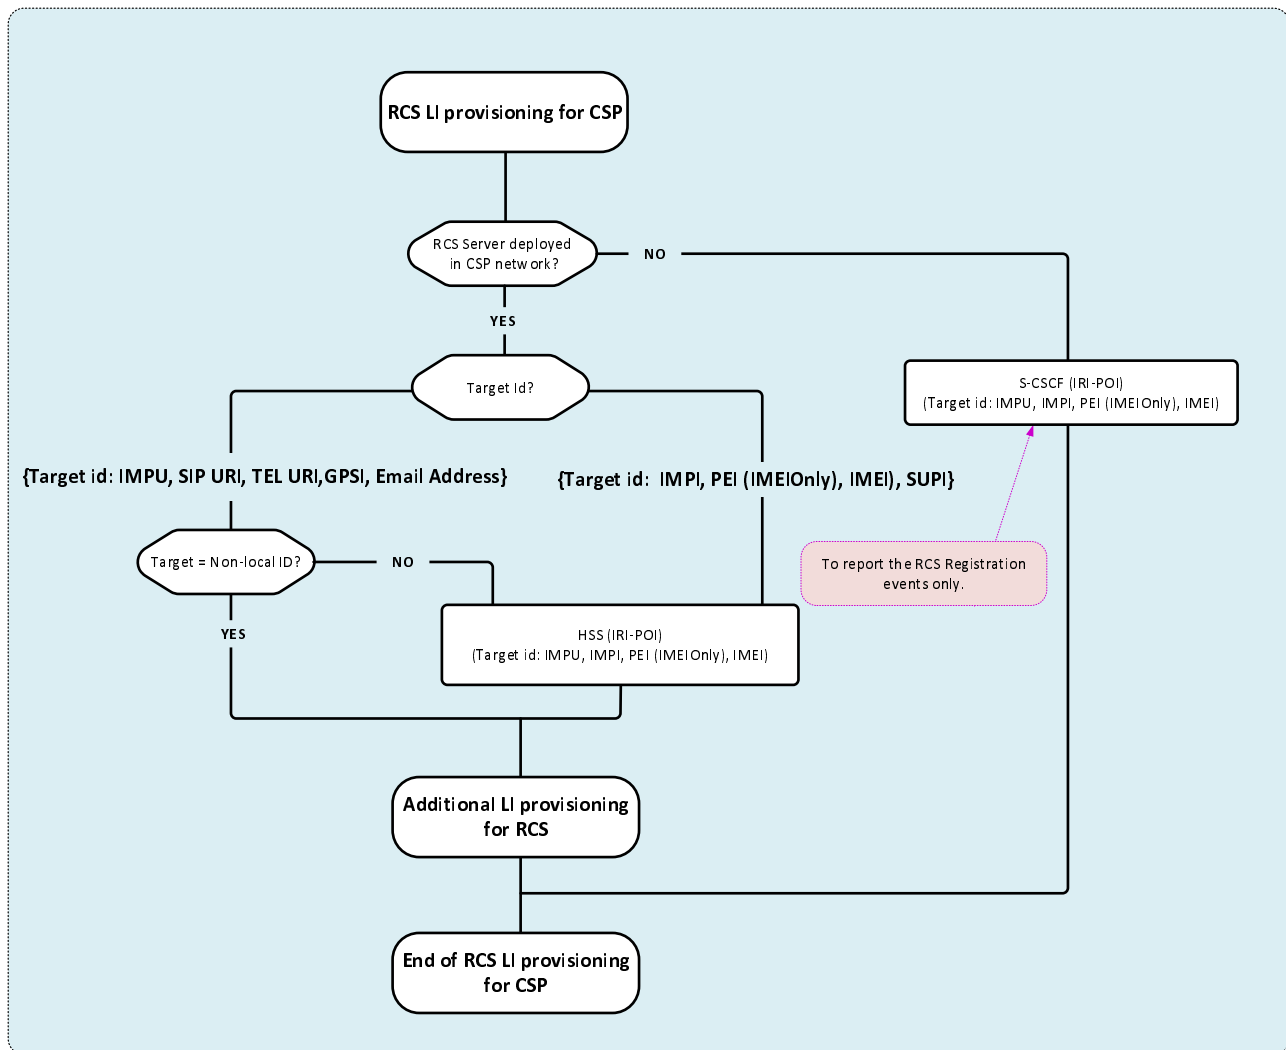 RCS LI provisioning for CSP
RCS Server deployed
in CSP network?
NO
YES
Target Id?
S-CSCF (IRI-POI)
(Target id: IMPU, IMPI, PEI (IMEIOnly), IMEI)
{Target id: IMPU, SIP URI, TEL URI,GPSI, Email Address}
{Target id:  IMPI, PEI (IMEIOnly), IMEI), SUPI}
Target = Non-local ID?
NO
To report the RCS Registration
events only.
YES
HSS (IRI-POI)
(Target id: IMPU, IMPI, PEI (IMEIOnly), IMEI)
Additional LI provisioning
for RCS
End of RCS LI provisioning
for CSP